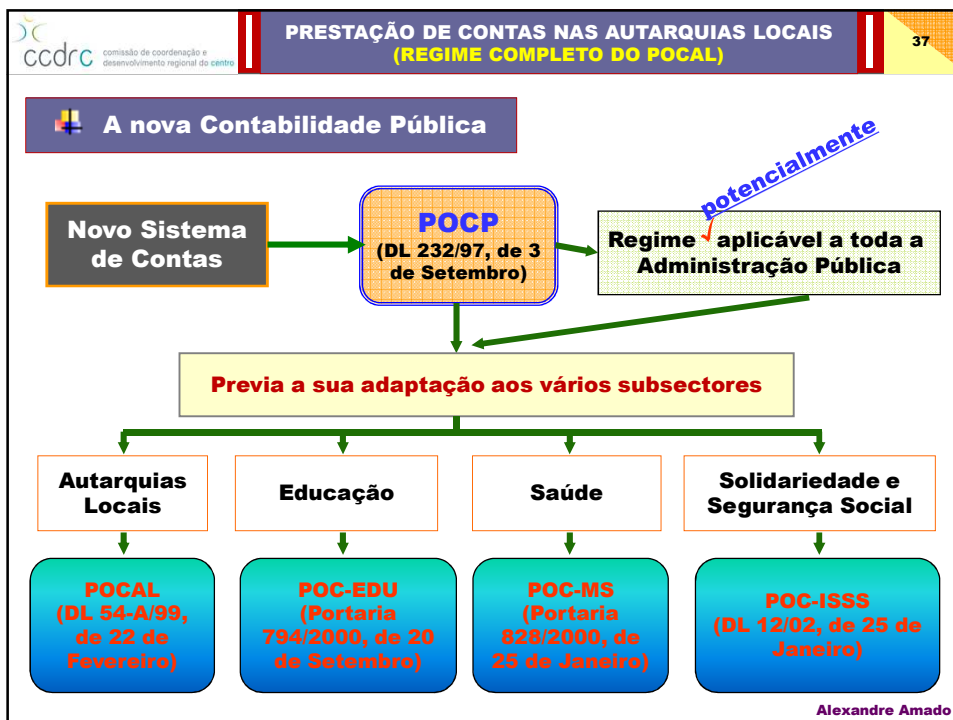 ccdrc
comissão de coordenação e
desenvolvimento regional do centro
PRESTAÇÃO DE CONTAS NAS AUTARQUIAS LOCAIS
(REGIME COMPLETO DO POCAL)
37
A nova Contabilidade Pública
potencialmente
Novo Sistema
de Contas
POCP
(DL 232/97, de 3
de Setembro)
Regime aplicável a toda a
Administração Pública
Previa a sua adaptação aos vários subsectores
Autarquias
Locais
Educação
Saúde
Solidariedade e
Segurança Social
POCAL
(DL 54-A/99,
de 22 de
Fevereiro)
POC-EDU
(Portaria
794/2000, de 20
de Setembro)
POC-MS
(Portaria
828/2000, de
25 de Janeiro)
POC-ISSS
(DL 12/02, de 25 de
Janeiro)
Alexandre Amado